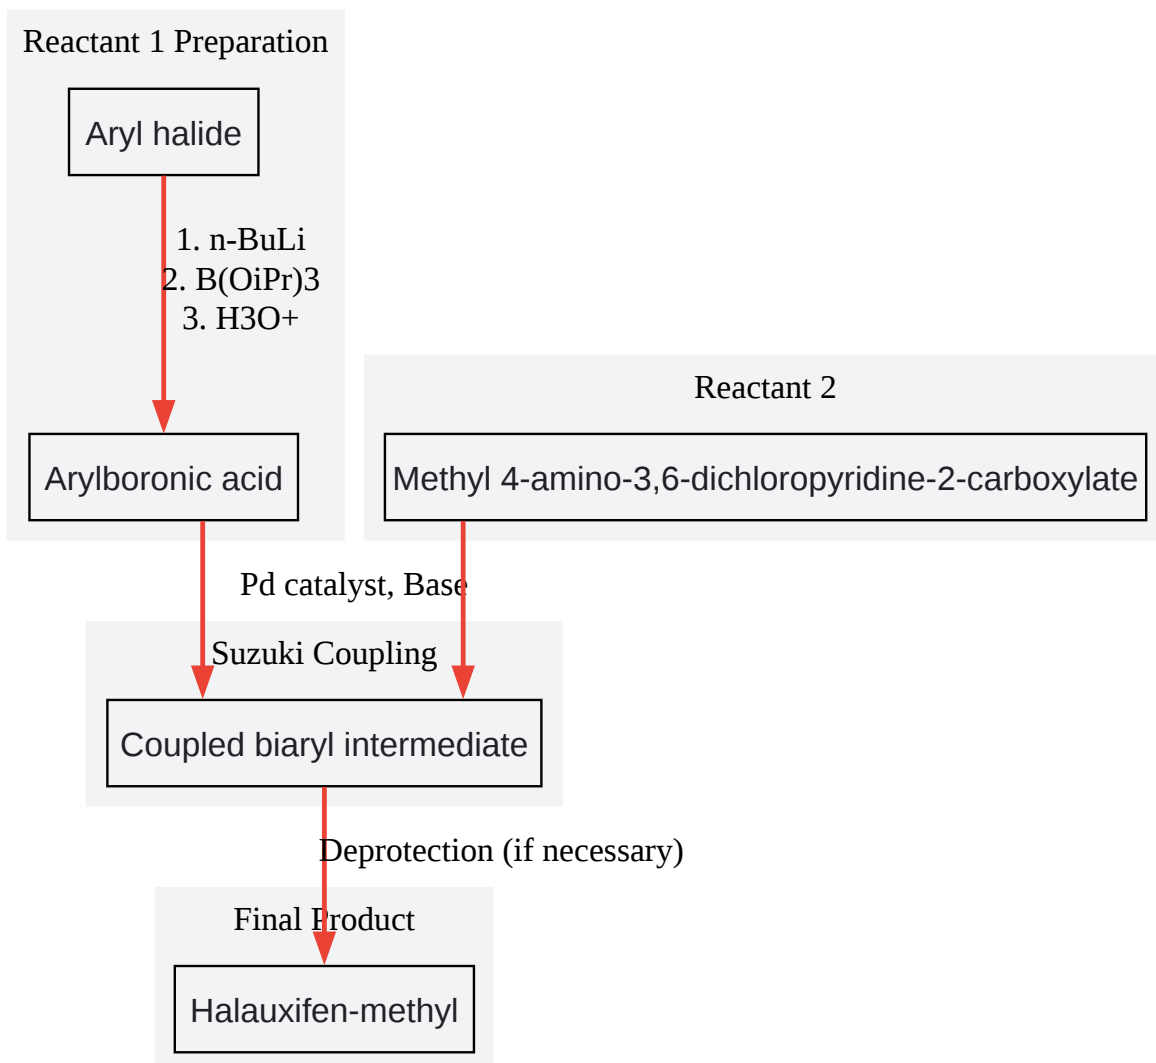 Reactant 1 Preparation
Aryl halide
1. n-BuLi
2. B(OiPr)3
3. H3O+
Arylboronic acid
Reactant 2
Methyl 4-amino-3,6-dichloropyridine-2-carboxylate
Pd catalyst, Base
Suzuki Coupling
Coupled biaryl intermediate
Deprotection (if necessary)
Final Product
Halauxifen-methyl